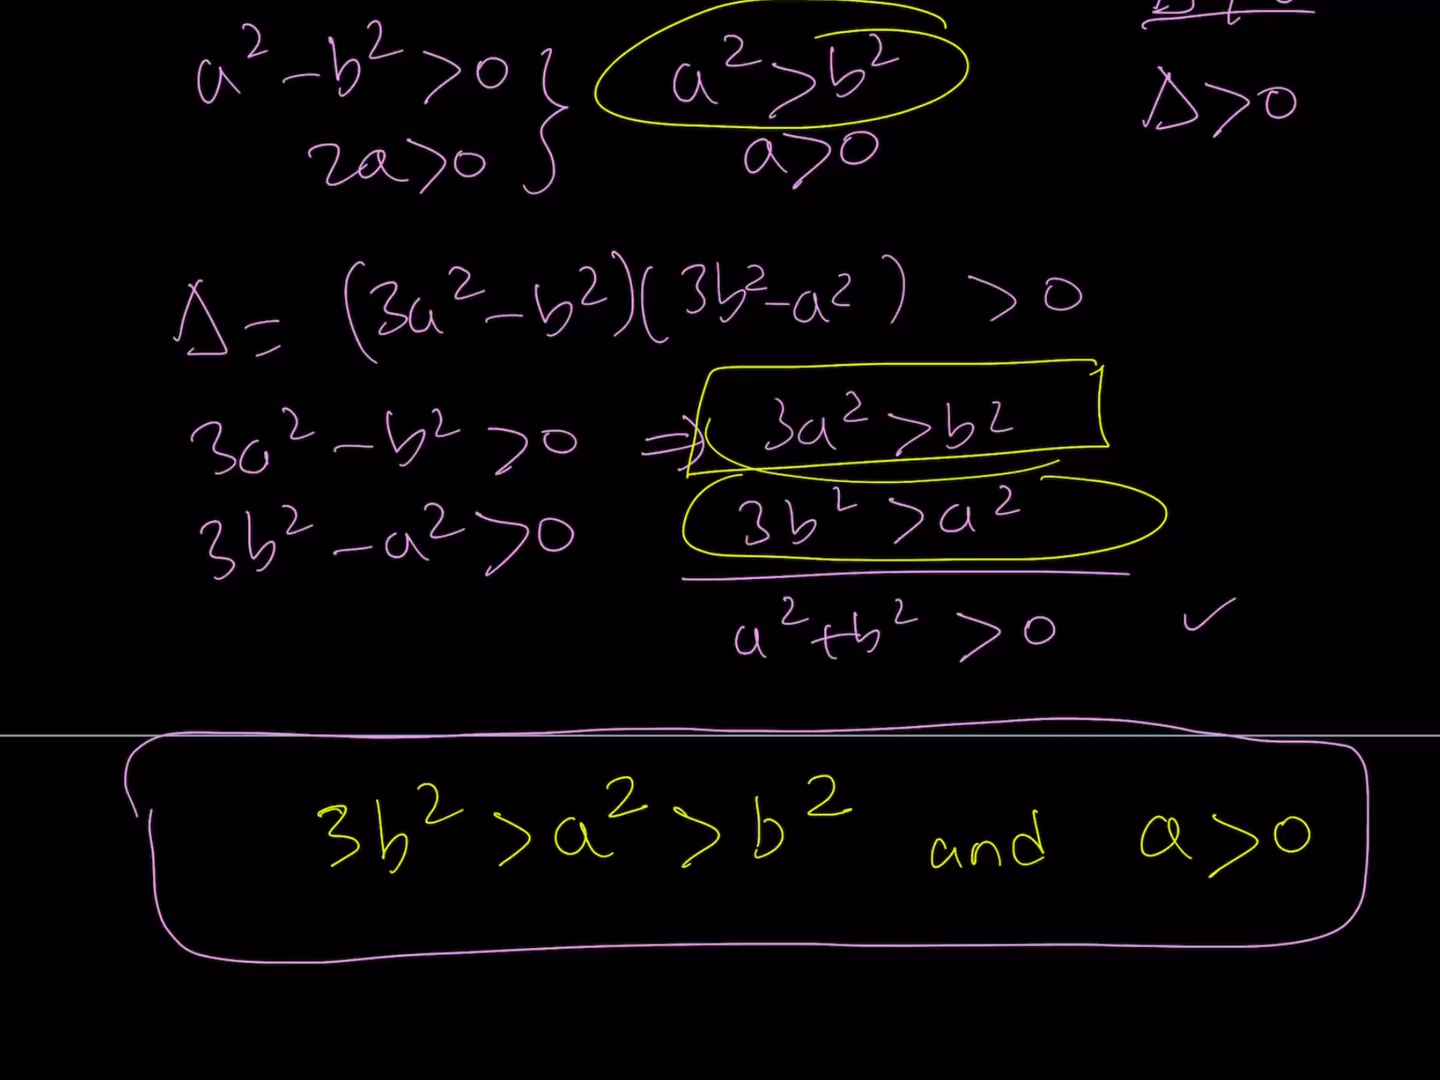 a² - b² > 0 } a² > b²
2a > 0 a > 0
Δ > 0
Δ = (3a² - b²)(3b² - a²) > 0
3a² - b² > 0 ⇒ 3a² > b²
3b² - a² > 0 3b² > a²
a² + b² > 0 ✓
3b² > a² > b² and a > 0